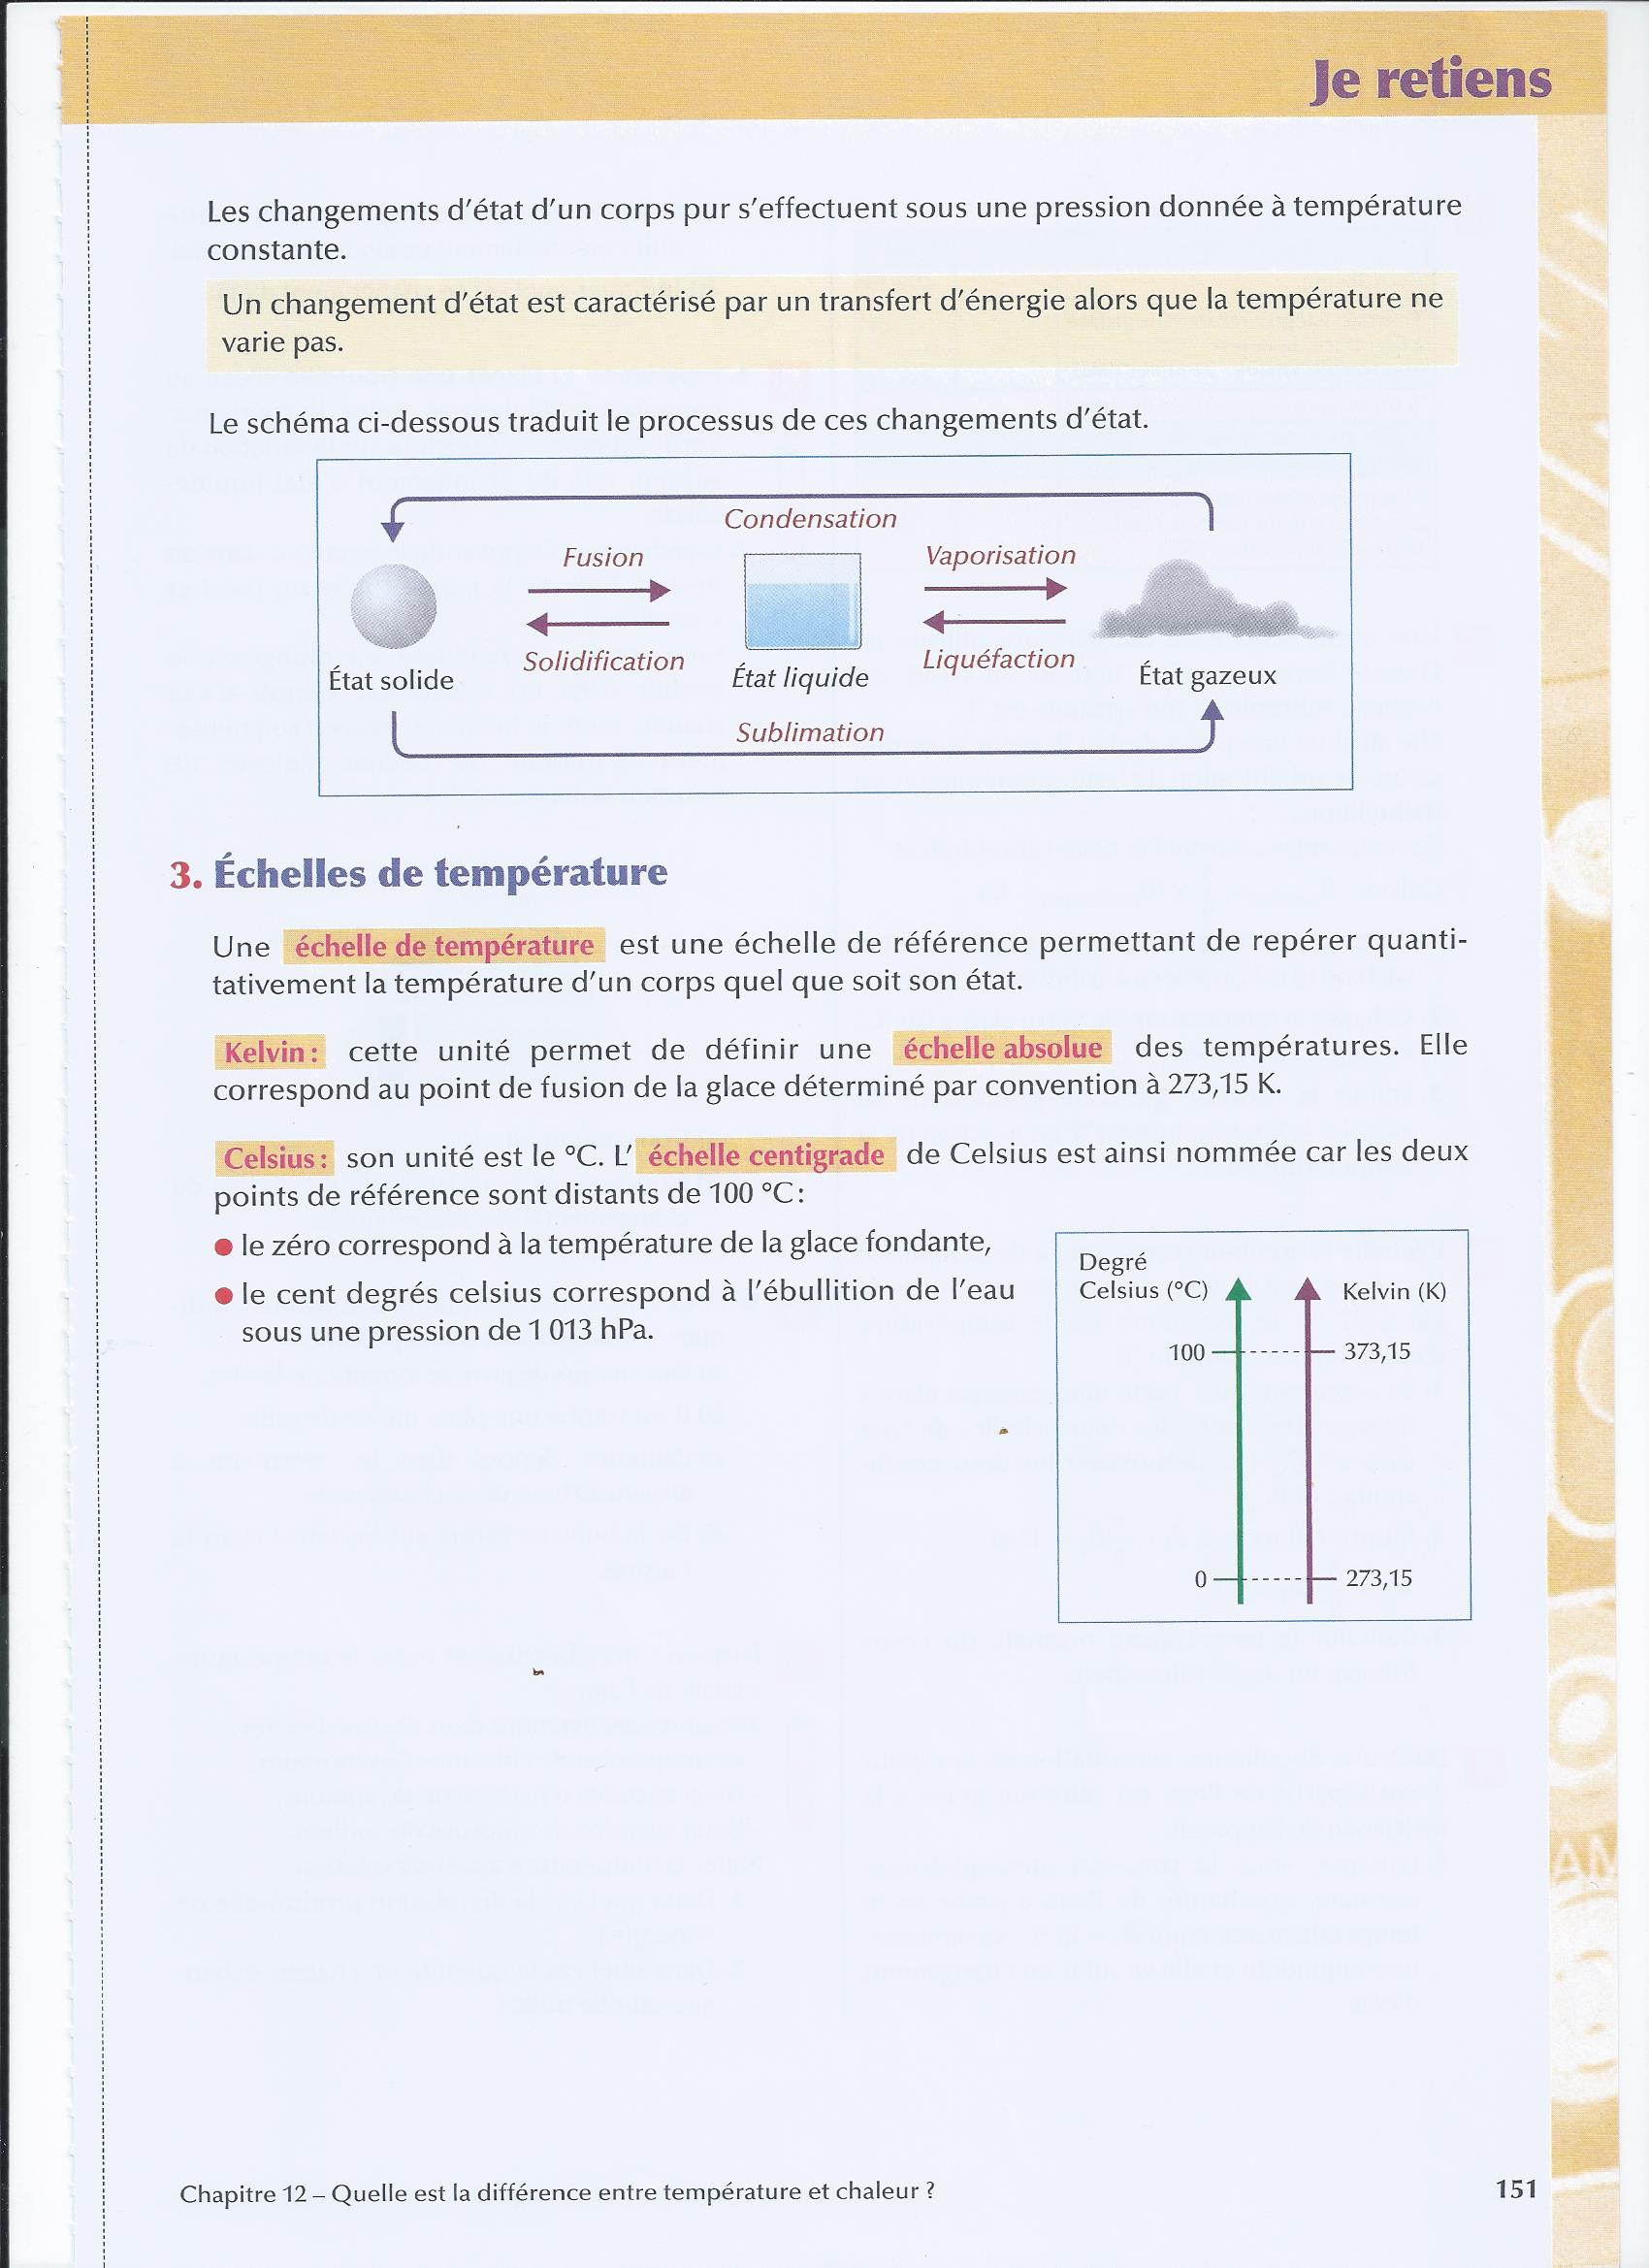 Je retiens
Les changements d'état d'un corps pur s'effectuent sous une pression donnée à température
constante.
Un changement d'état est caractérisé par un transfert d'énergie alors que la température ne
varie pas.
Le schéma ci-dessous traduit le processus de ces changements d'état.
Condensation
Fusion
Vaporisation
Solidification
Liquéfaction
État solide
État liquide
État gazeux
Sublimation
3. Échelles de température
Une échelle de température est une échelle de référence permettant de repérer quanti-
tativement la température d'un corps quel que soit son état.
Kelvin : cette unité permet de définir une échelle absolue des températures. Elle
correspond au point de fusion de la glace déterminé par convention à 273,15 K.
Celsius : son unité est le °C. L' échelle centigrade de Celsius est ainsi nommée car les deux
points de référence sont distants de 100 °C :
● le zéro correspond à la température de la glace fondante,
● le cent degrés celsius correspond à l'ébullition de l'eau
sous une pression de 1 013 hPa.
Degré
Celsius (°C) Kelvin (K)
100 373,15
0 273,15
AM
Chapitre 12 – Quelle est la différence entre température et chaleur ?
151